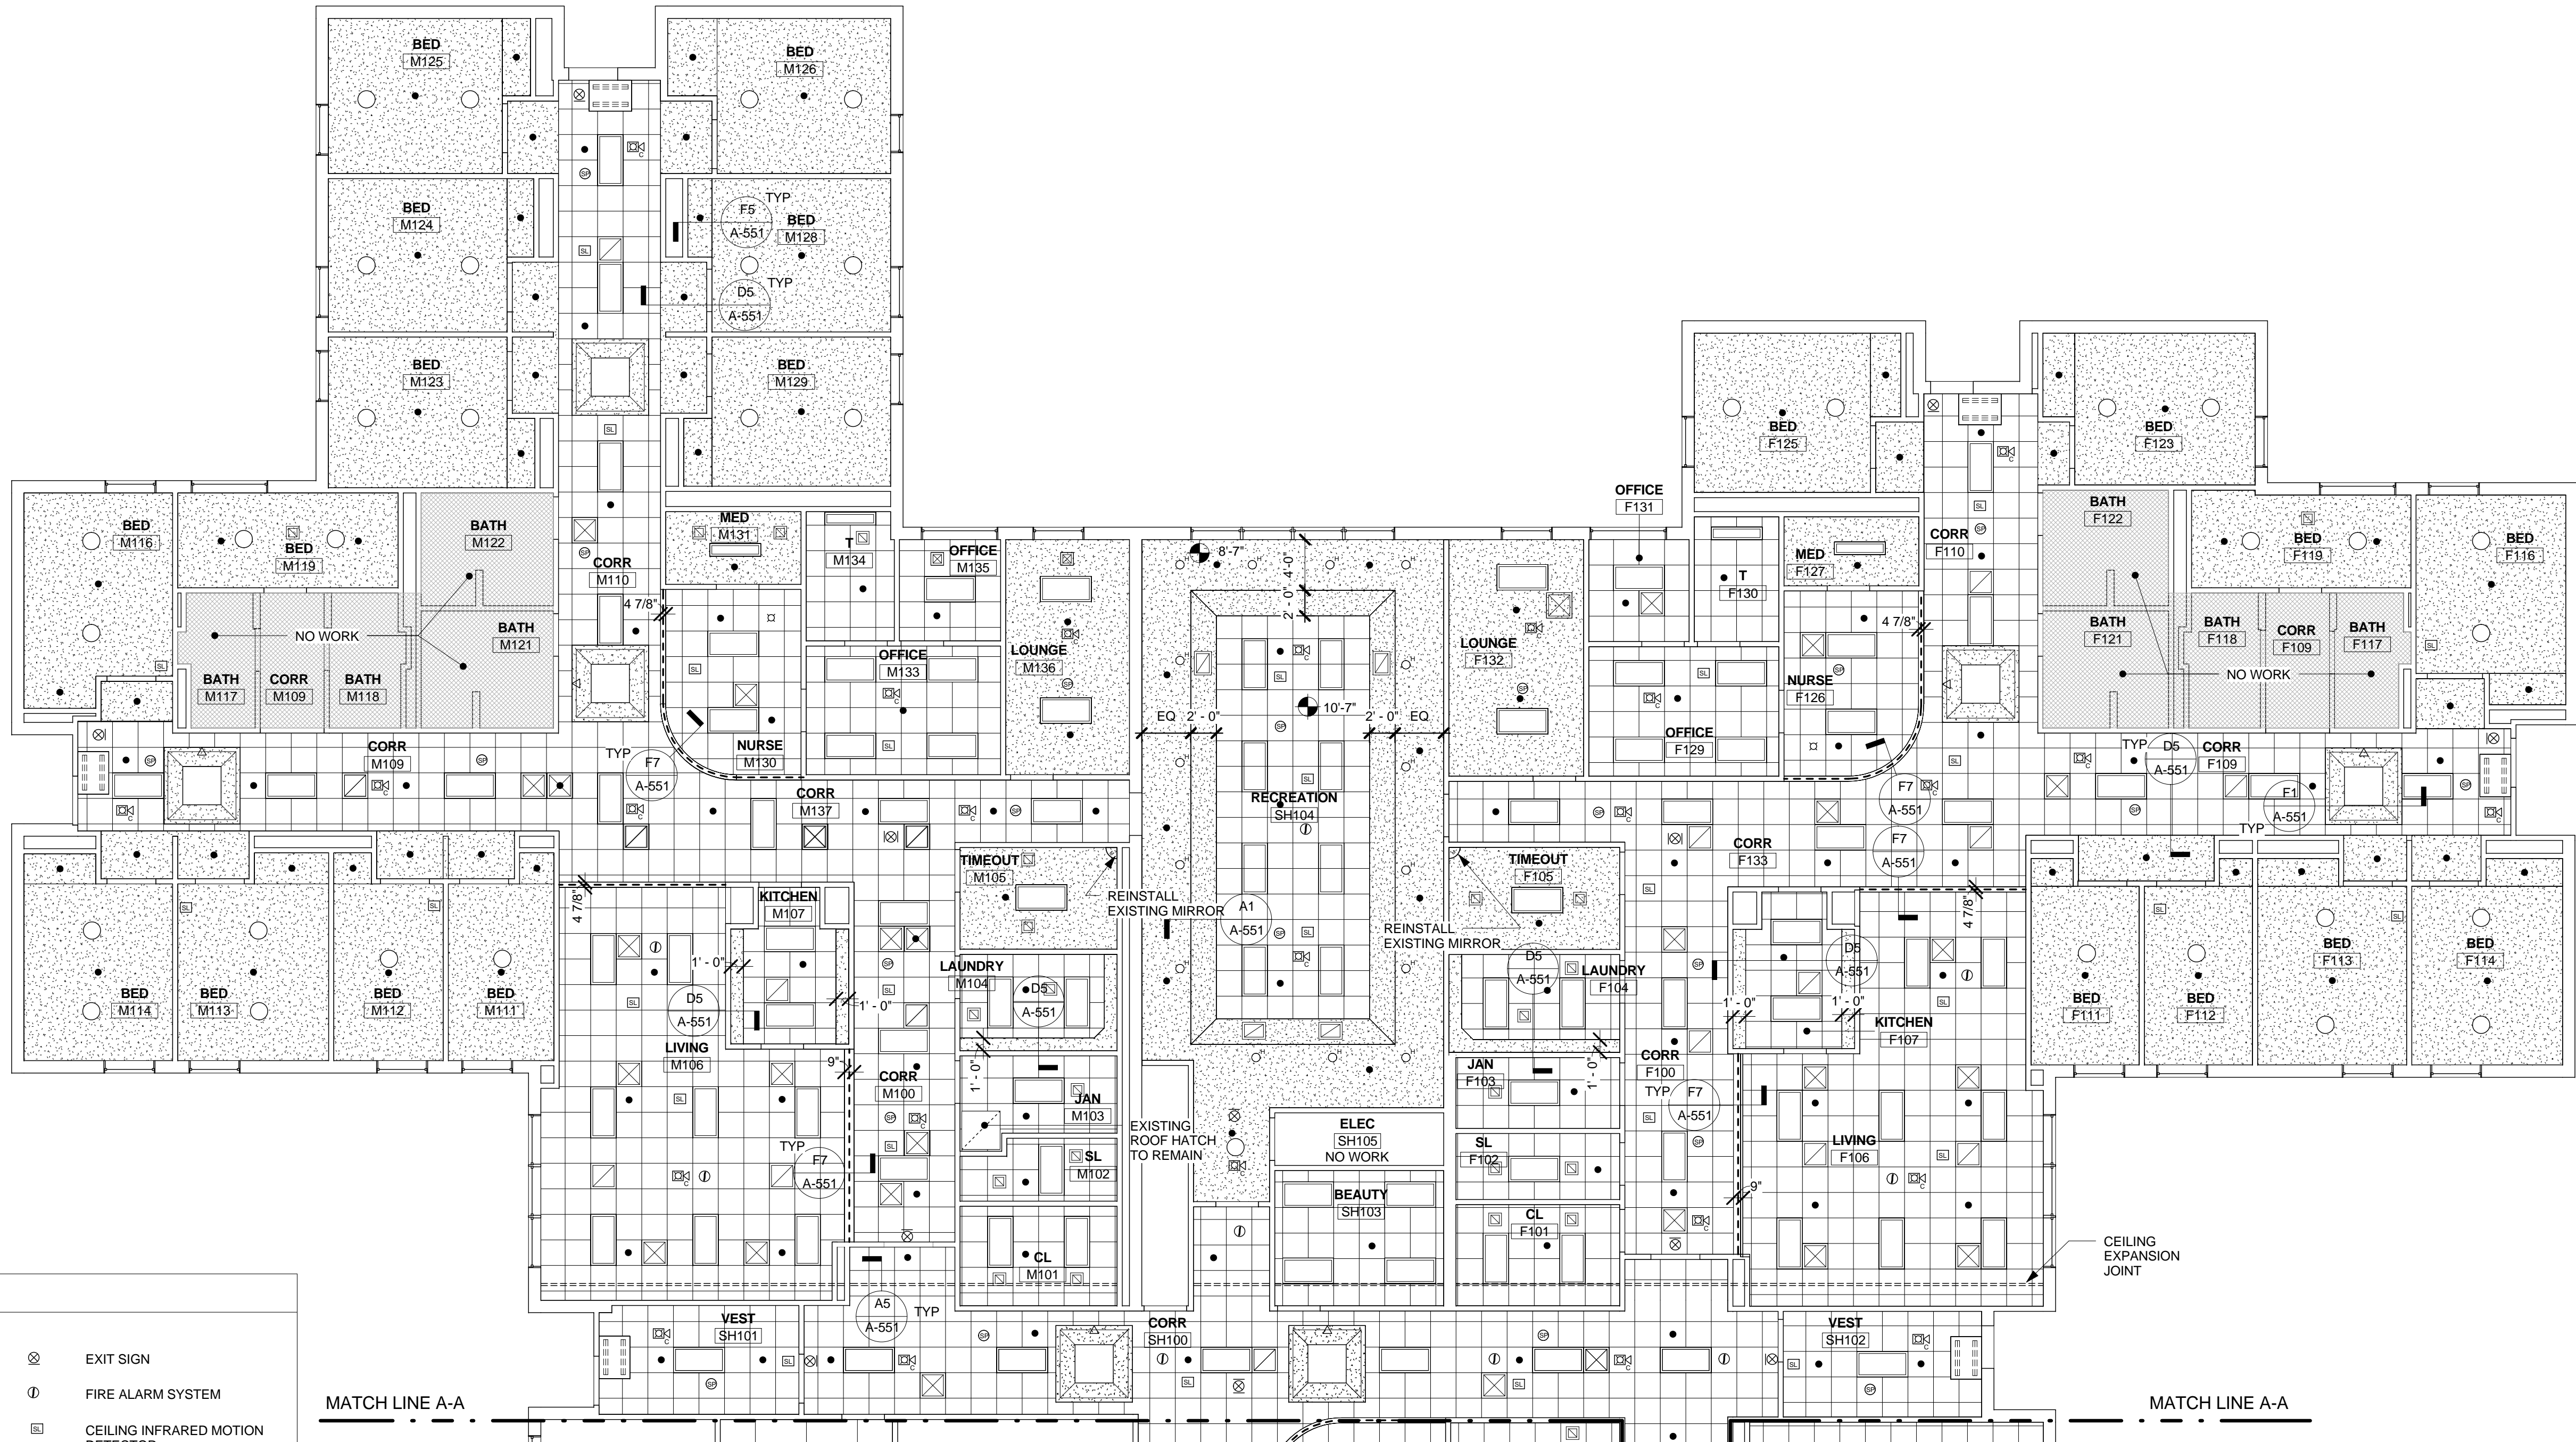 BED
M125
BED
M126
BED
M124
F5
A-551
TYP
BED
M128
D5
A-551
TYP
BED
M123
BED
M129
BED
F125
BED
F123
BED
M116
BED
M119
BATH
M122
BATH
M121
NO WORK
BATH
M117
CORR
M109
BATH
M118
CORR
M110
4 7/8"
MED
M131
T
M134
OFFICE
M135
OFFICE
M133
LOUNGE
M136
NURSE
M130
8'-7"
2' - 0"
4'-0"
10'-7"
EQ
2' - 0"
2' - 0"
EQ
RECREATION
SH104
LOUNGE
F132
OFFICE
F131
T
F130
MED
F127
OFFICE
F129
NURSE
F126
4 7/8"
CORR
F110
BATH
F122
BATH
F121
BATH
F118
CORR
F109
BATH
F117
NO WORK
BED
F119
BED
F116
CORR
M109
TYP
F7
A-551
CORR
M137
TYP
D5
A-551
CORR
F109
F1
A-551
TYP
F7
A-551
F7
A-551
CORR
F133
4 7/8"
KITCHEN
M107
TIMEOUT
M105
REINSTALL
EXISTING MIRROR
A1
A-551
TIMEOUT
F105
REINSTALL
EXISTING MIRROR
4 7/8"
BED
M114
BED
M113
BED
M112
BED
M111
1' - 0"
1' - 0"
D5
A-551
LIVING
M106
9"
CORR
M100
LAUNDRY
M104
D5
A-551
1' - 0"
JAN
M103
EXISTING
ROOF HATCH
TO REMAIN
SL
M102
TYP
F7
A-551
CL
M101
ELEC
SH105
NO WORK
BEAUTY
SH103
D5
A-551
LAUNDRY
F104
1' - 0"
JAN
F103
SL
F102
CL
F101
CORR
F100
TYP
F7
A-551
9"
D5
A-551
1' - 0"
1' - 0"
KITCHEN
F107
LIVING
F106
BED
F111
BED
F112
BED
F113
BED
F114
CEILING
EXPANSION
JOINT
VEST
SH101
A5
A-551
TYP
CORR
SH100
VEST
SH102
EXIT SIGN
FIRE ALARM SYSTEM
SL
CEILING INFRARED MOTION
MATCH LINE A-A
MATCH LINE A-A